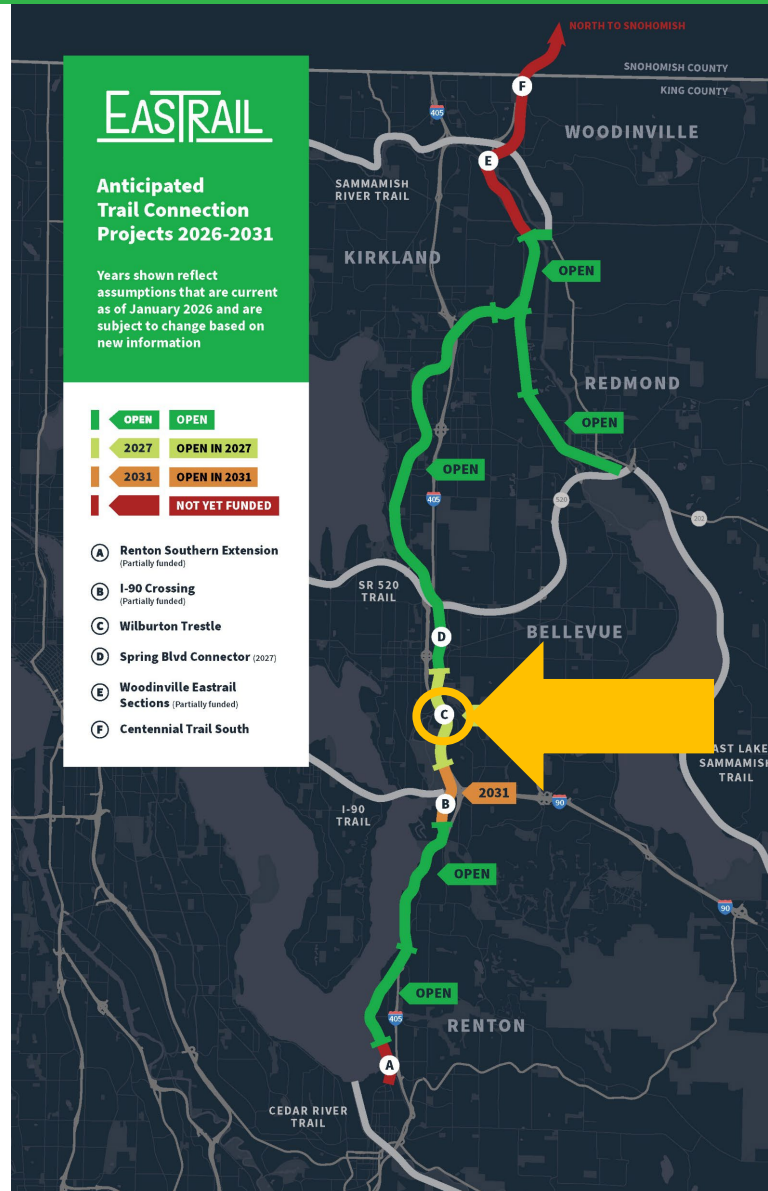 NORTH TO SNOHOMISH
SNOHOMISH COUNTY
KING COUNTY
F
405
WOODINVILLE
E
EASTRAIL
Anticipated
Trail Connection
Projects 2026-2031
Years shown reflect
assumptions that are current
as of January 2026 and are
subject to change based on
new information
SAMMAMISH
RIVER TRAIL
KIRKLAND
OPEN
REDMOND
OPEN
OPEN
405
520
202
OPEN OPEN
2027 OPEN IN 2027
2031 OPEN IN 2031
NOT YET FUNDED
A Renton Southern Extension
(Partially funded)
B I-90 Crossing
(Partially funded)
C Wilburton Trestle
D Spring Blvd Connector (2027)
E Woodinville Eastrail
Sections (Partially funded)
F Centennial Trail South
SR 520
TRAIL
D
BELLEVUE
C
AST LAKE
SAMMAMISH
TRAIL
B
2031
90
I-90
TRAIL
OPEN
90
OPEN
405
RENTON
A
CEDAR RIVER
TRAIL